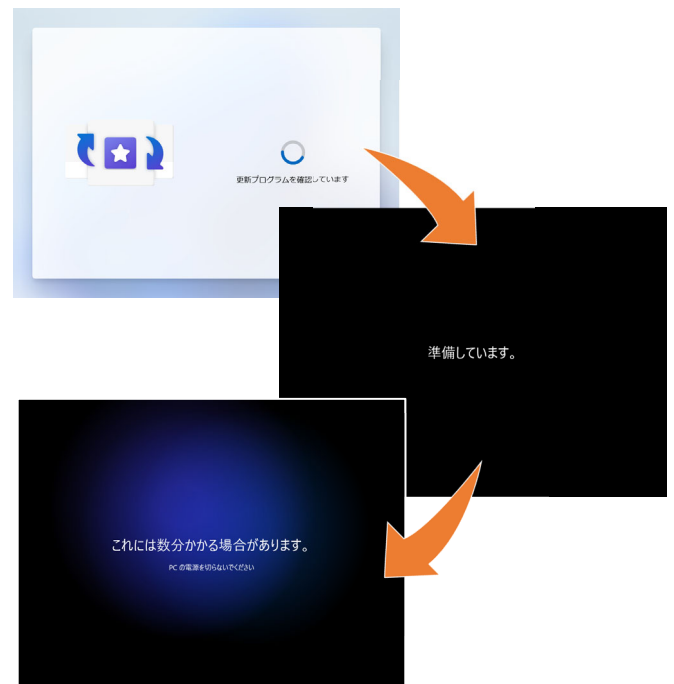 更新プログラムを確認しています
準備しています。
これには数分かかる場合があります。
PC の電源を切らないでください